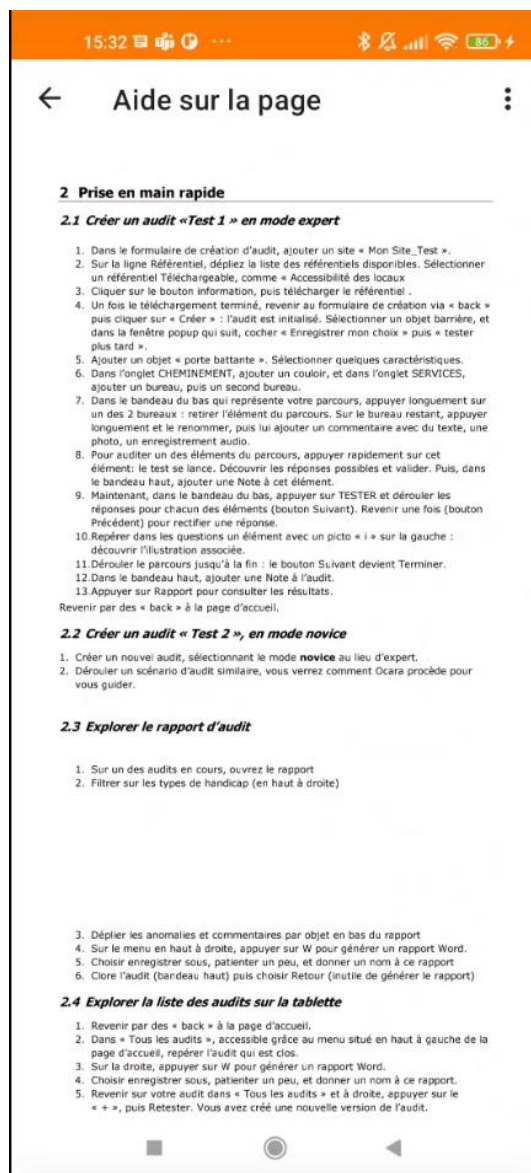 15:32
86
Aide sur la page
2 Prise en main rapide
2.1 Créer un audit «Test 1 » en mode expert
1. Dans le formulaire de création d'audit, ajouter un site « Mon Site_Test ».
2. Sur la ligne Référentiel, dépliez la liste des référentiels disponibles. Sélectionner
un référentiel Téléchargeable, comme « Accessibilité des locaux
3. Cliquer sur le bouton information, puis télécharger le référentiel .
4. Un fois le téléchargement terminé, revenir au formulaire de création via « back »
puis cliquer sur « Créer » : l'audit est initialisé. Sélectionner un objet barrière, et
dans la fenêtre popup qui suit, cocher « Enregistrer mon choix » puis « tester
plus tard ».
5. Ajouter un objet « porte battante ». Sélectionner quelques caractéristiques.
6. Dans l'onglet CHEMINEMENT, ajouter un couloir, et dans l'onglet SERVICES,
ajouter un bureau, puis un second bureau.
7. Dans le bandeau du bas qui représente votre parcours, appuyer longuement sur
un des 2 bureaux : retirer l'élément du parcours. Sur le bureau restant, appuyer
longuement et le renommer, puis lui ajouter un commentaire avec du texte, une
photo, un enregistrement audio.
8. Pour auditer un des éléments du parcours, appuyer rapidement sur cet
élément: le test se lance. Découvrir les réponses possibles et valider. Puis, dans
le bandeau haut, ajouter une Note à cet élément.
9. Maintenant, dans le bandeau du bas, appuyer sur TESTER et dérouler les
réponses pour chacun des éléments (bouton Suivant). Revenir une fois (bouton
Précédent) pour rectifier une réponse.
10.Repérer dans les questions un élément avec un picto « i » sur la gauche :
découvrir l'illustration associée.
11.Dérouler le parcours jusqu'à la fin : le bouton Suivant devient Terminer.
12.Dans le bandeau haut, ajouter une Note à l'audit.
13.Appuyer sur Rapport pour consulter les résultats.
Revenir par des « back » à la page d'accueil.
2.2 Créer un audit « Test 2 », en mode novice
1. Créer un nouvel audit, sélectionnant le mode novice au lieu d'expert.
2. Dérouler un scénario d'audit similaire, vous verrez comment Ocara procède pour
vous guider.
2.3 Explorer le rapport d'audit
1. Sur un des audits en cours, ouvrez le rapport
2. Filtrer sur les types de handicap (en haut à droite)
3. Déplier les anomalies et commentaires par objet en bas du rapport
4. Sur le menu en haut à droite, appuyer sur W pour générer un rapport Word.
5. Choisir enregistrer sous, patienter un peu, et donner un nom à ce rapport
6. Clore l'audit (bandeau haut) puis choisir Retour (inutile de générer le rapport)
2.4 Explorer la liste des audits sur la tablette
1. Revenir par des « back » à la page d'accueil.
2. Dans « Tous les audits », accessible grâce au menu situé en haut à gauche de la
page d'accueil, repérer l'audit qui est clos.
3. Sur la droite, appuyer sur W pour générer un rapport Word.
4. Choisir enregistrer sous, patienter un peu, et donner un nom à ce rapport.
5. Revenir sur votre audit dans « Tous les audits » et à droite, appuyer sur le
« + », puis Retester. Vous avez créé une nouvelle version de l'audit.